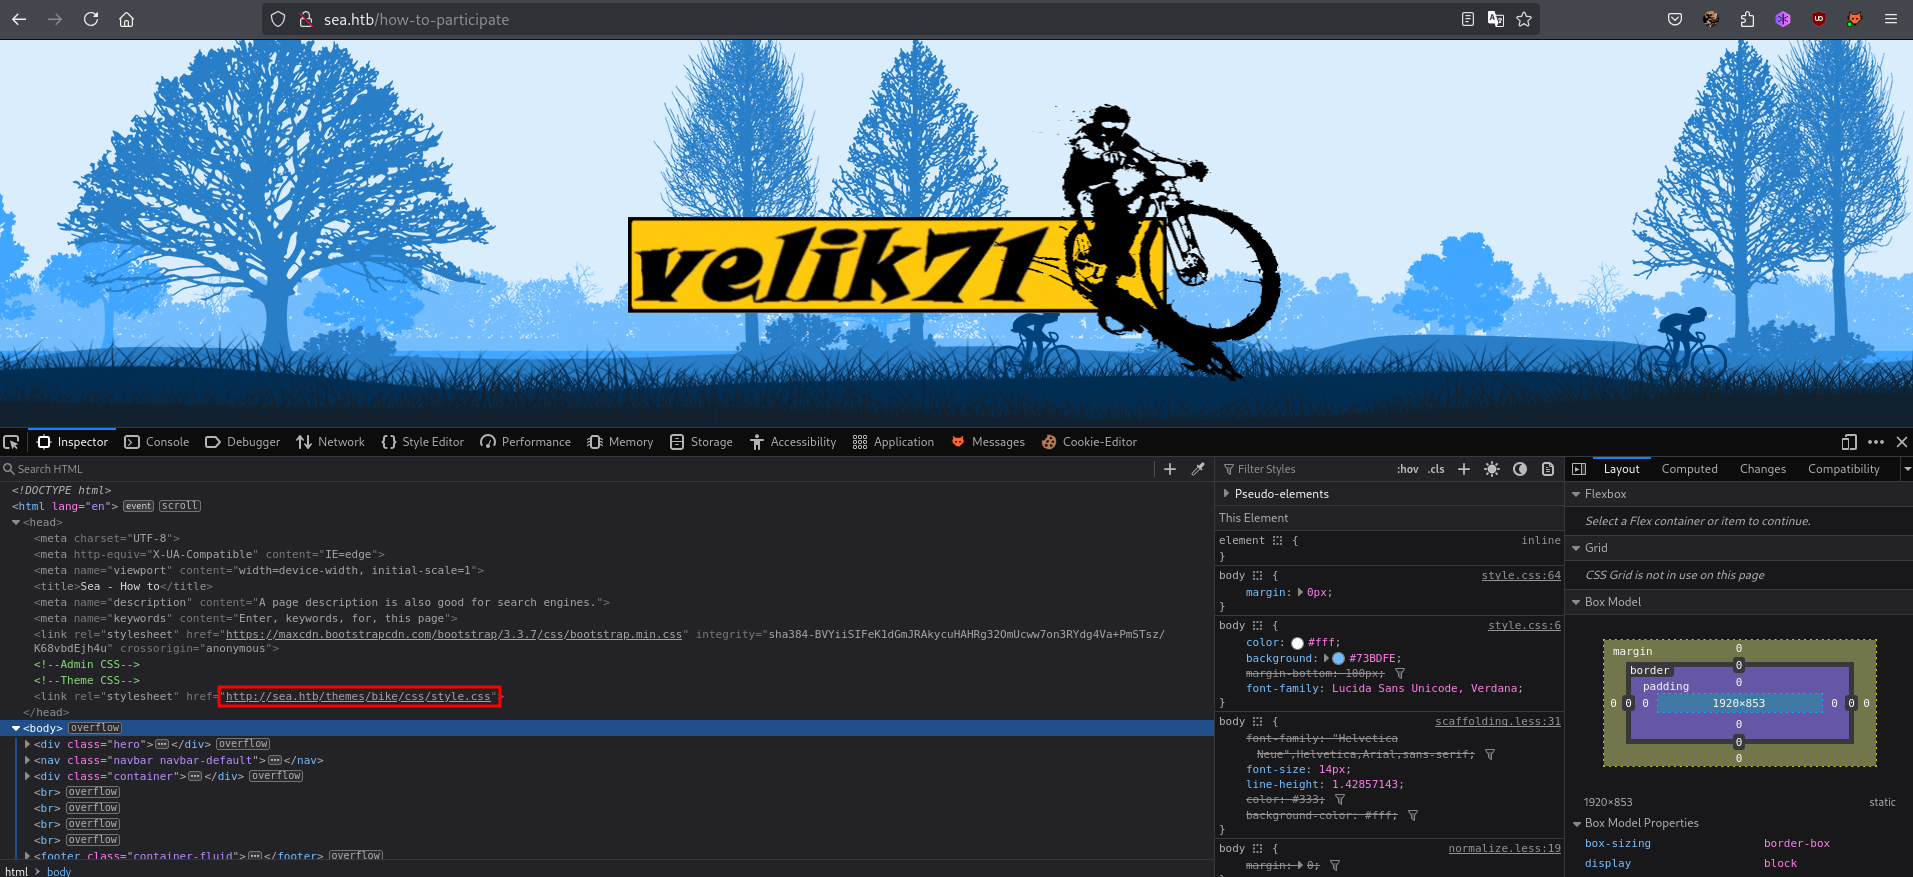 sea.htb/how-to-participate
velik71
Inspector Console Debugger Network Style Editor Performance Memory Storage Accessibility Application Messages Cookie-Editor
Search HTML
<!DOCTYPE html>
<html lang="en"> event scroll
<head>
<meta charset="UTF-8">
<meta http-equiv="X-UA-Compatible" content="IE=edge">
<meta name="viewport" content="width=device-width, initial-scale=1">
<title>Sea - How to</title>
<meta name="description" content="A page description is also good for search engines.">
<meta name="keywords" content="Enter, keywords, for, this page">
<link rel="stylesheet" href="https://maxcdn.bootstrapcdn.com/bootstrap/3.3.7/css/bootstrap.min.css" integrity="sha384-BVYiiSIFeK1dGmJRAkycuHAHRg32OmUcww7on3RYdg4Va+PmSTsz/
K68vbdEjh4u" crossorigin="anonymous">
<!--Admin CSS-->
<!--Theme CSS-->
<link rel="stylesheet" href="http://sea.htb/themes/bike/css/style.css">
</head>
<body> overflow
<div class="hero"> </div> overflow
<nav class="navbar navbar-default"> </nav>
<div class="container"> </div> overflow
<br> overflow
<br> overflow
<br> overflow
<br> overflow
<footer class="container-fluid"> </footer> overflow
html > body
Filter Styles :hov .cls
Pseudo-elements
This Element
element { inline
}
body { style.css:64
margin: 0px;
}
body { style.css:6
color: #fff;
background: #73BDFE;
margin-bottom: 100px;
font-family: Lucida Sans Unicode, Verdana;
}
body { scaffolding.less:31
font-family: "Helvetica
Neue",Helvetica,Arial,sans-serif;
font-size: 14px;
line-height: 1.42857143;
color: #333;
background-color: #fff;
}
body { normalize.less:19
margin: 0;
Layout Computed Changes Compatibility
Flexbox
Select a Flex container or item to continue.
Grid
CSS Grid is not in use on this page
Box Model
margin 0
border 0
padding 0
0 0 0 1920×853 0 0 0
0
0
0
1920×853 static
Box Model Properties
box-sizing border-box
display block